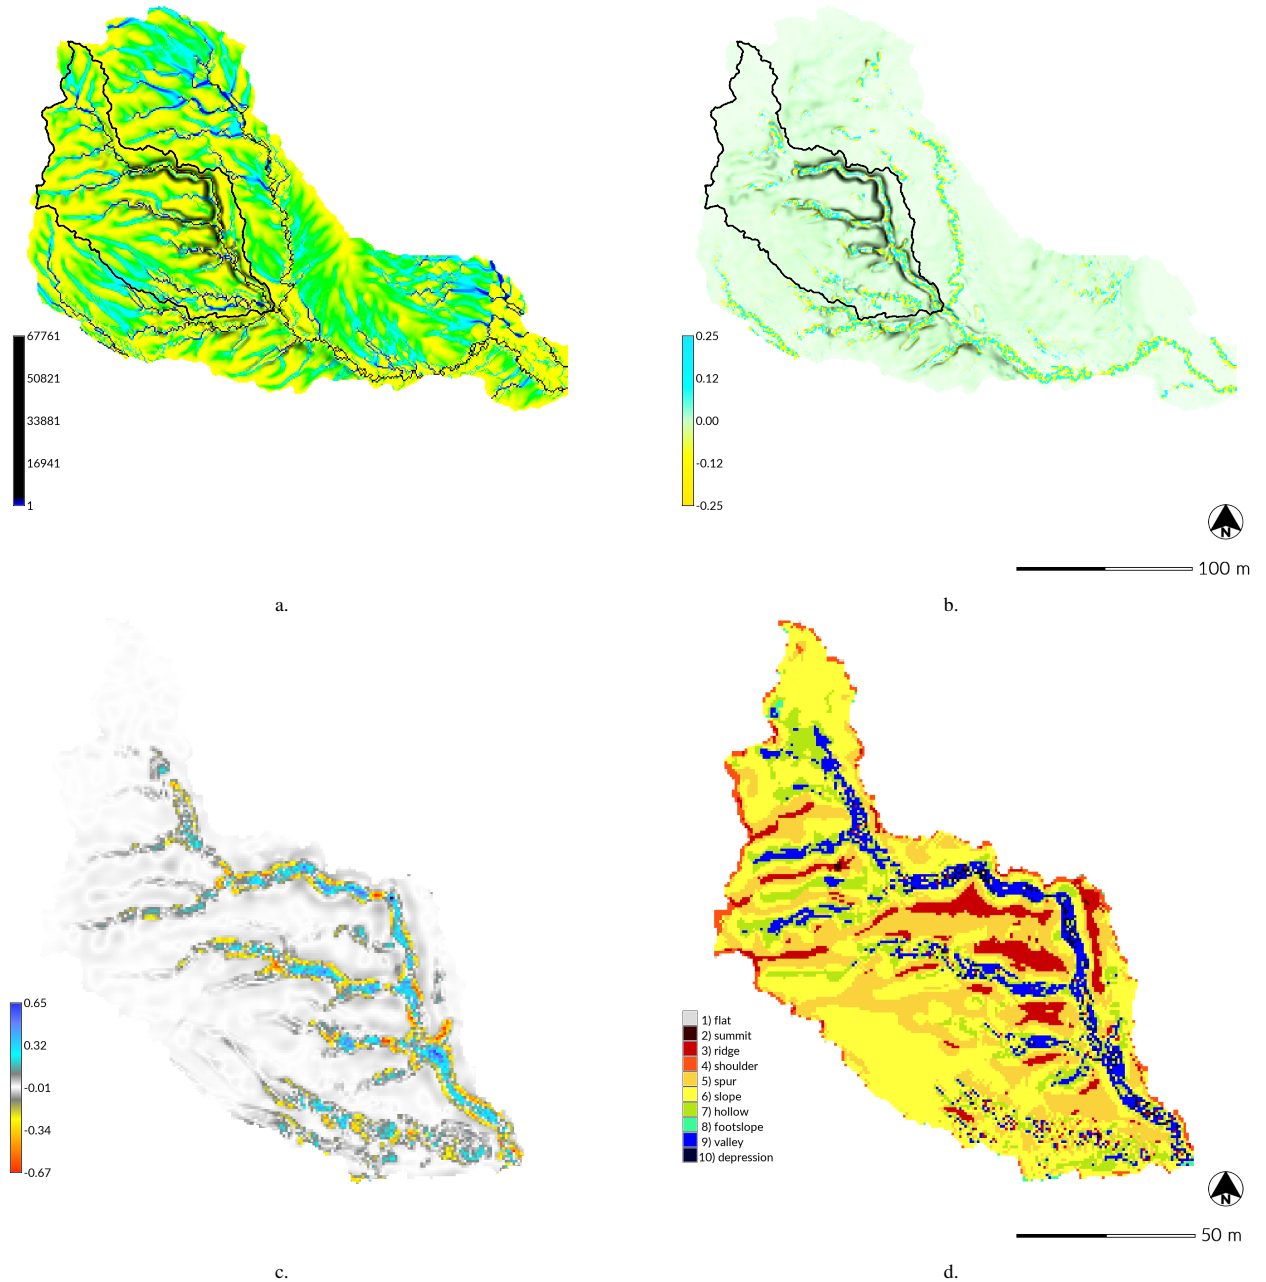 67761
50821
33881
16941
1
0.25
0.12
0.00
-0.12
-0.25
N
100 m
a.
b.
0.65
0.32
-0.01
-0.34
-0.67
1) flat
2) summit
3) ridge
4) shoulder
5) spur
6) slope
7) hollow
8) footslope
9) valley
10) depression
N
50 m
c.
d.